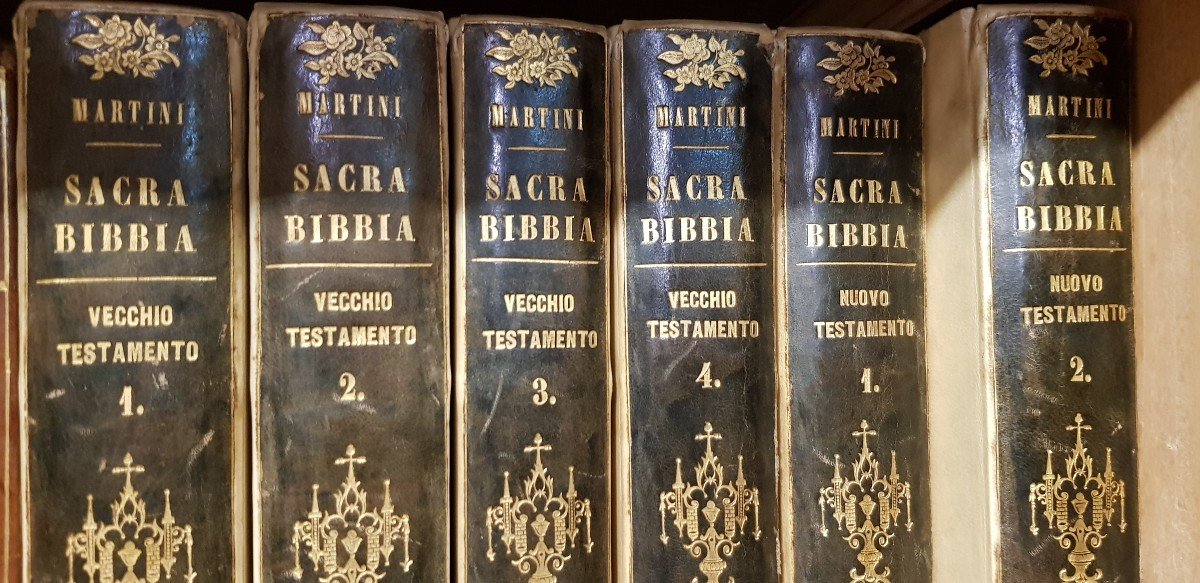 MARTINI
SACRA
BIBBIA
VECCHIO
TESTAMENTO
1.
MARTINI
SACRA
BIBBIA
VECCHIO
TESTAMENTO
2.
MARTINI
SACRA
BIBBIA
VECCHIO
TESTAMENTO
3.
MARTINI
SACRA
BIBBIA
VECCHIO
TESTAMENTO
4.
MARTINI
SACRA
BIBBIA
NUOVO
TESTAMENTO
1.
MARTINI
SACRA
BIBBIA
NUOVO
TESTAMENTO
2.